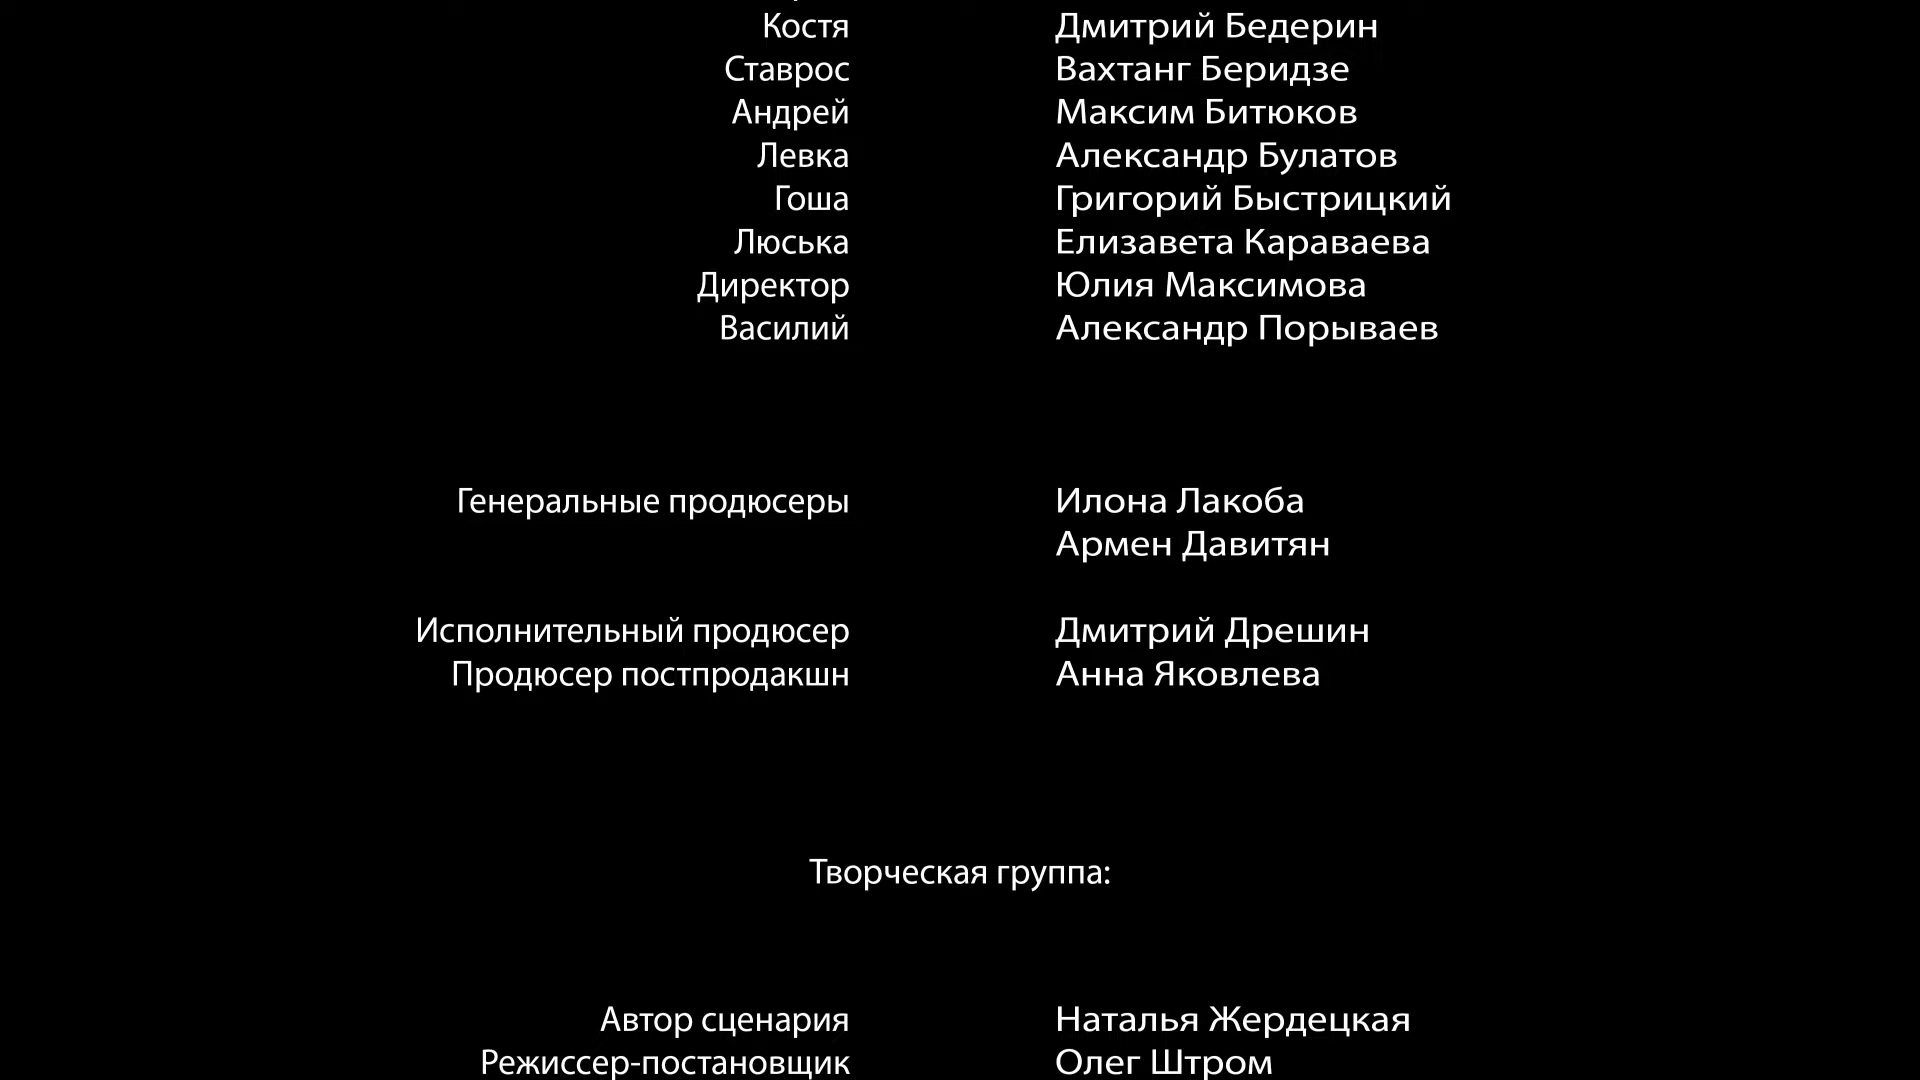 Костя Дмитрий Бедерин
Ставрос Вахтанг Беридзе
Андрей Максим Битюков
Левка Александр Булатов
Гоша Григорий Быстрицкий
Люська Елизавета Караваева
Директор Юлия Максимова
Василий Александр Порываев
Генеральные продюсеры Илона Лакоба
Армен Давитян
Исполнительный продюсер Дмитрий Дрешин
Продюсер постпродакшн Анна Яковлева
Творческая группа:
Автор сценария Наталья Жердецкая
Режиссер-постановщик Олег Штром